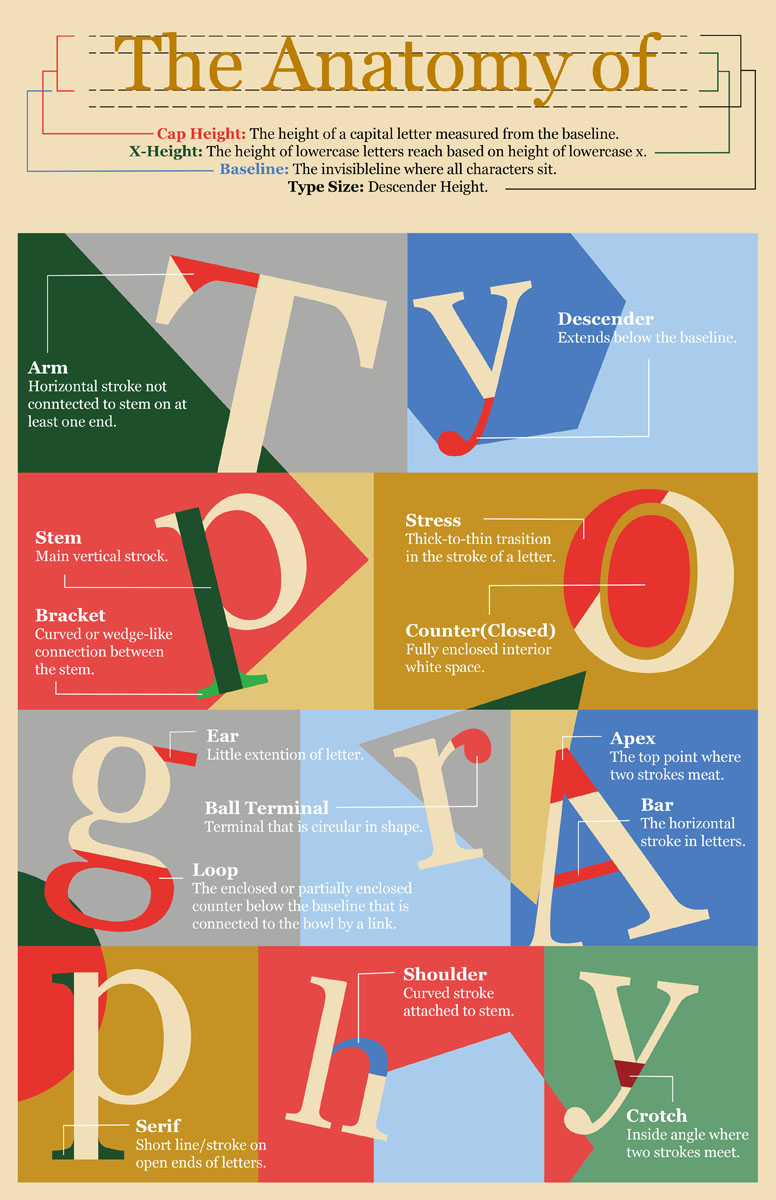 The Anatomy of
Cap Height: The height of a capital letter measured from the baseline.
X-Height: The height of lowercase letters reach based on height of lowercase x.
Baseline: The invisibleline where all characters sit.
Type Size: Descender Height.
T
y
Arm
Horizontal stroke not
conntected to stem on at
least one end.
Descender
Extends below the baseline.
p
o
Stem
Main vertical strock.
Bracket
Curved or wedge-like
connection between
the stem.
Stress
Thick-to-thin trasition
in the stroke of a letter.
Counter(Closed)
Fully enclosed interior
white space.
g
r
A
Ear
Little extention of letter.
Ball Terminal
Terminal that is circular in shape.
Loop
The enclosed or partially enclosed
counter below the baseline that is
connected to the bowl by a link.
Apex
The top point where
two strokes meat.
Bar
The horizontal
stroke in letters.
p
h
y
Serif
Short line/stroke on
open ends of letters.
Shoulder
Curved stroke
attached to stem.
Crotch
Inside angle where
two strokes meet.